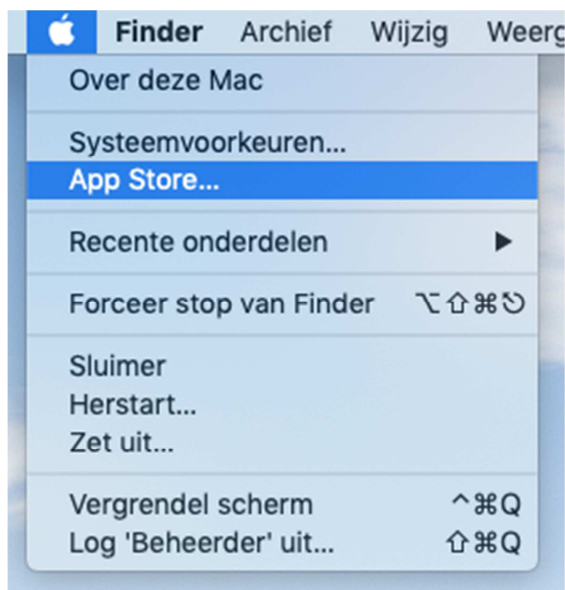 Finder Archief Wijzig Weerg
Over deze Mac
Systeemvoorkeuren...
App Store...
Recente onderdelen ▶
Forceer stop van Finder ⌥⇧⌘⎋
Sluimer
Herstart...
Zet uit...
Vergrendel scherm ^⌘Q
Log 'Beheerder' uit... ⇧⌘Q